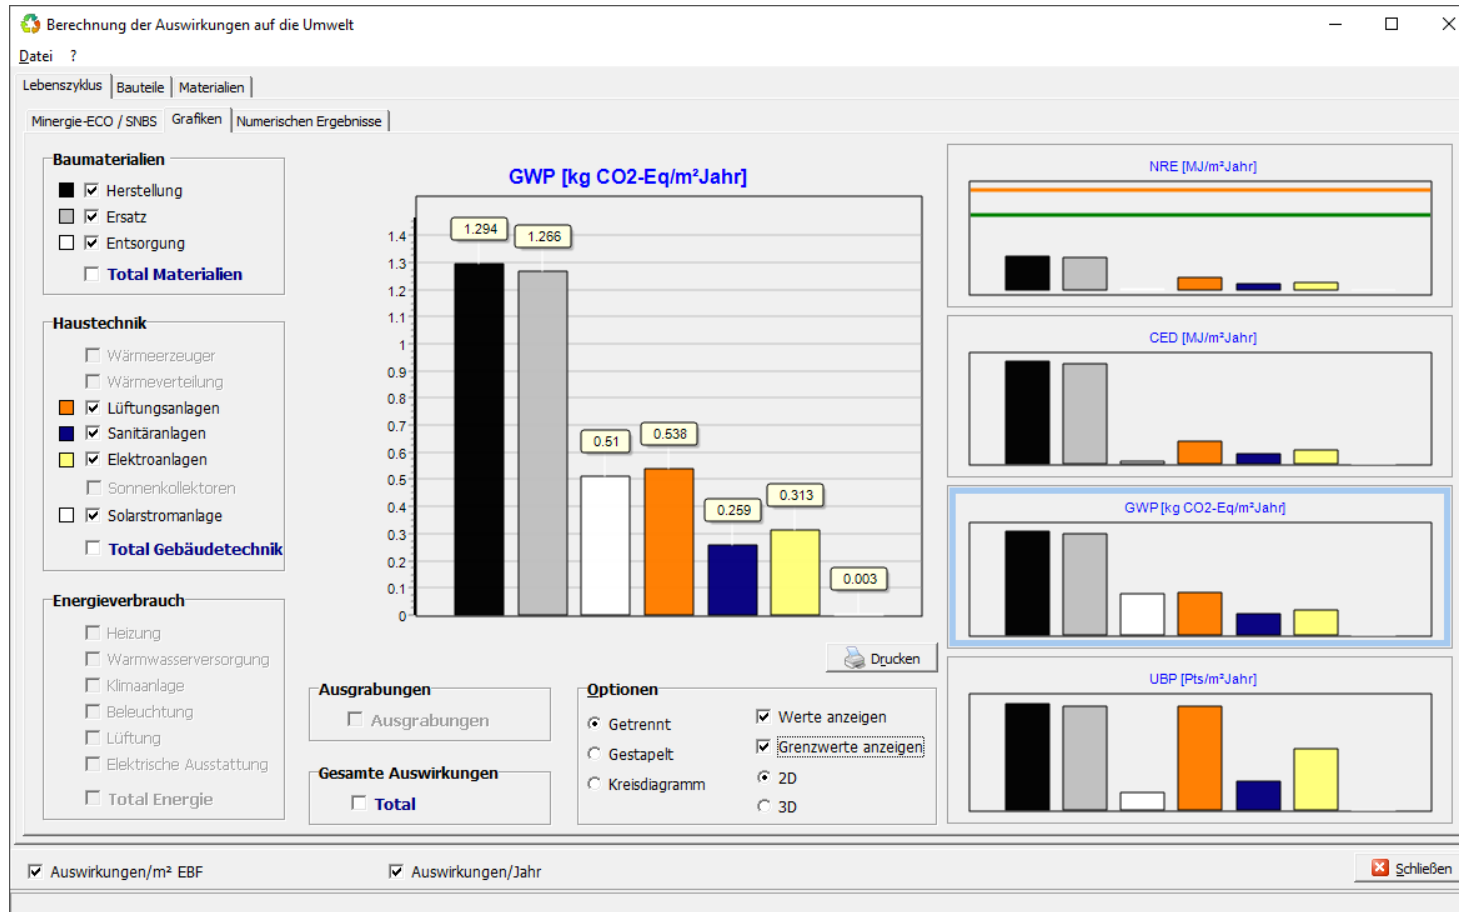 Berechnung der Auswirkungen auf die Umwelt
Datei ?
Lebenszyklus Bauteile Materialien
Minergie-ECO / SNBS Grafiken Numerischen Ergebnisse
Baumaterialien
Herstellung
Ersatz
Entsorgung
Total Materialien
Haustechnik
Wärmeerzeuger
Wärmeverteilung
Lüftungsanlagen
Sanitäranlagen
Elektroanlagen
Sonnenkollektoren
Solarstromanlage
Total Gebäudetechnik
Energieverbrauch
Heizung
Warmwasserversorgung
Klimaanlage
Beleuchtung
Lüftung
Elektrische Ausstattung
Total Energie
GWP [kg CO2-Eq/m²Jahr]
1.4
1.3
1.2
1.1
1
0.9
0.8
0.7
0.6
0.5
0.4
0.3
0.2
0.1
0
1.294
1.266
0.51
0.538
0.259
0.313
0.003
Drucken
Ausgrabungen
Ausgrabungen
Gesamte Auswirkungen
Total
Optionen
Getrennt
Gestapelt
Kreisdiagramm
Werte anzeigen
Grenzwerte anzeigen
2D
3D
NRE [MJ/m²Jahr]
CED [MJ/m²Jahr]
GWP [kg CO2-Eq/m²Jahr]
UBP [Pts/m²Jahr]
Auswirkungen/m² EBF
Auswirkungen/Jahr
Schließen